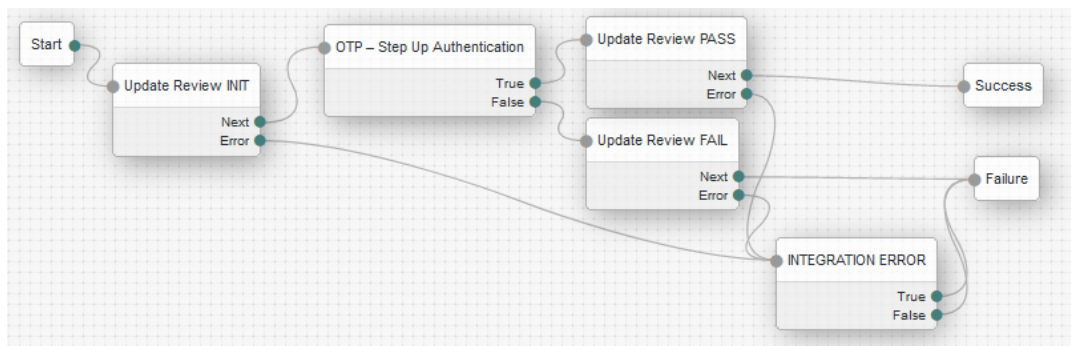 Start
Update Review INIT
Next
Error
OTP – Step Up Authentication
True
False
Update Review PASS
Next
Error
Update Review FAIL
Next
Error
Success
Failure
INTEGRATION ERROR
True
False